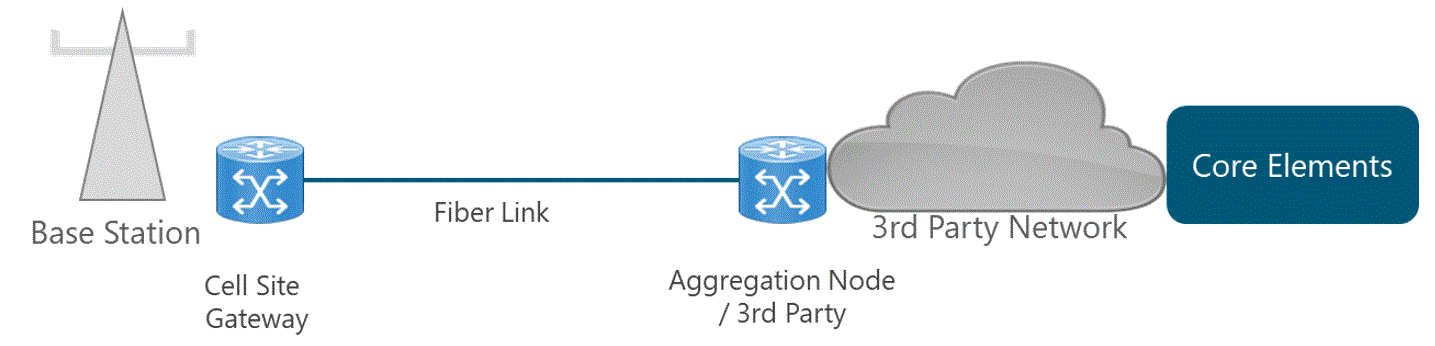 Base Station
Cell Site
Gateway
Fiber Link
Aggregation Node
/ 3rd Party
3rd Party Network
Core Elements